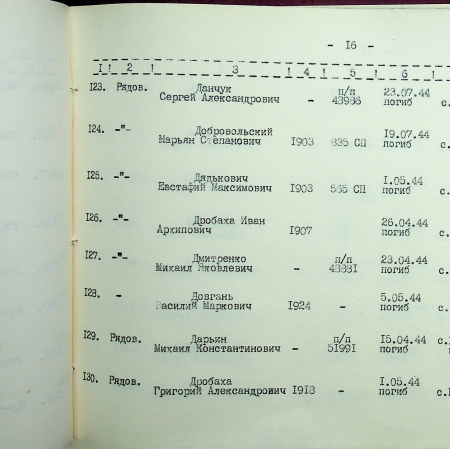 - I6 -
I ! 2 ! 3 ! 4 ! 5 ! 6 !
I23. Рядов. Данчук п/п 23.07.44
Сергей Александрович - 48986 погиб с.
I24. -"- Добровольский I9.07.44
Марьян Степанович I903 835 СП погиб с.
I25. -"- Дядькович I.05.44
Евстафий Максимович I903 565 СП погиб с.
I26. -"- Дробаха Иван 26.04.44
Архипович I907 погиб с.
I27. -"- Дмитренко п/п 23.04.44
Михаил Яковлевич - 48881 погиб с.
I28. - Довгань 5.05.44
Василий Маркович I924 - погиб с.
I29. Рядов. Дарьин п/п I5.04.44 с.
Михаил Константинович - 5I99I погиб
I30. Рядов. Дробаха I.05.44
Григорий Александрович I918 - погиб с.